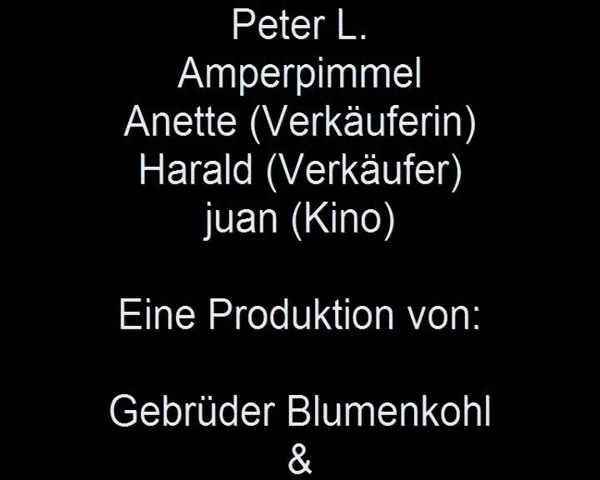 Peter L.
Amperpimmel
Anette (Verkäuferin)
Harald (Verkäufer)
juan (Kino)
Eine Produktion von:
Gebrüder Blumenkohl
&